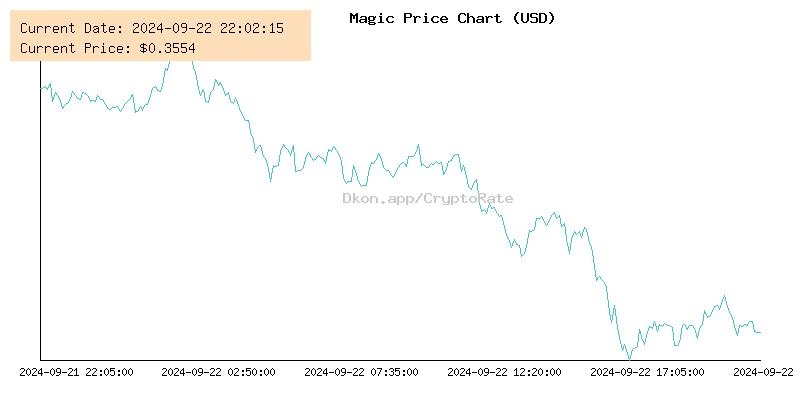 Magic Price Chart (USD)
Current Date: 2024-09-22 22:02:15
Current Price: $0.3554
Dkon.app/CryptoRate
2024-09-21 22:05:00 2024-09-22 02:50:00 2024-09-22 07:35:00 2024-09-22 12:20:00 2024-09-22 17:05:00 2024-09-22